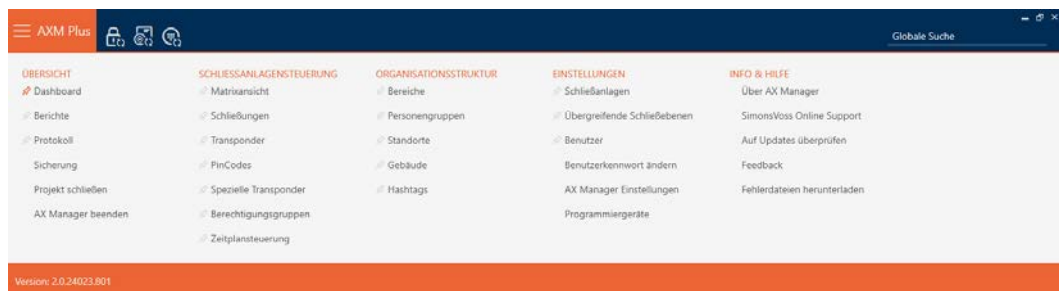 AXM Plus
Globale Suche
ÜBERSICHT
Dashboard
Berichte
Protokoll
Sicherung
Projekt schließen
AX Manager beenden
SCHLIESSANLAGENSTEUERUNG
Matrixansicht
Schließungen
Transponder
PinCodes
Spezielle Transponder
Berechtigungsgruppen
Zeitplansteuerung
ORGANISATIONSSTRUKTUR
Bereiche
Personengruppen
Standorte
Gebäude
Hashtags
EINSTELLUNGEN
Schließanlagen
Übergreifende Schließebenen
Benutzer
Benutzerkennwort ändern
AX Manager Einstellungen
Programmiergeräte
INFO & HILFE
Über AX Manager
SimonsVoss Online Support
Auf Updates überprüfen
Feedback
Fehlerdateien herunterladen
Version: 2.0.24023.801